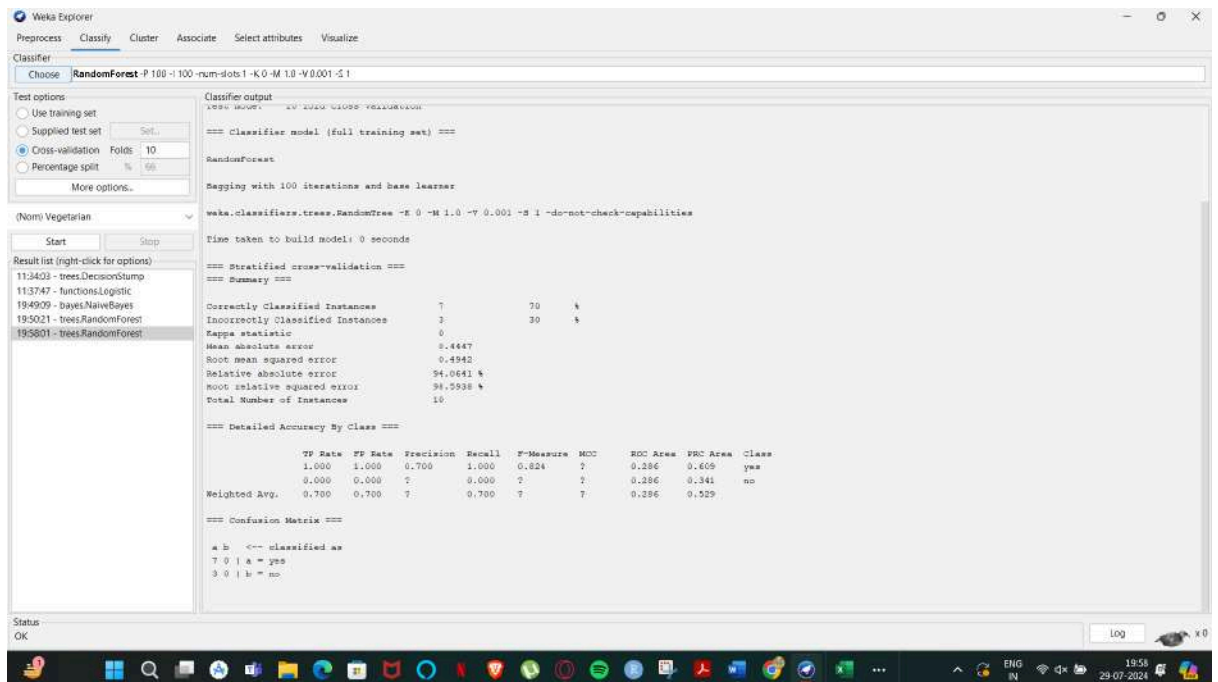 Weka Explorer
Preprocess Classify Cluster Associate Select attributes Visualize
Classifier
Choose RandomForest -P 100 -I 100 -num-slots 1 -K 0 -M 1.0 -V 0.001 -S 1
Test options
Use training set
Supplied test set Set...
Cross-validation Folds 10
Percentage split % 66
More options...
(Nom) Vegetarian
Start Stop
Result list (right-click for options)
11:34:03 - trees.DecisionStump
11:37:47 - functions.Logistic
19:49:09 - bayes.NaiveBayes
19:50:21 - trees.RandomForest
19:58:01 - trees.RandomForest
Classifier output
=== Classifier model (full training set) ===
RandomForest
Bagging with 100 iterations and base learner
weka.classifiers.trees.RandomTree -K 0 -M 1.0 -V 0.001 -S 1 -do-not-check-capabilities
Time taken to build model: 0 seconds
=== Stratified cross-validation ===
=== Summary ===
Correctly Classified Instances 7 70 %
Incorrectly Classified Instances 3 30 %
Kappa statistic 0
Mean absolute error 0.4447
Root mean squared error 0.4942
Relative absolute error 94.0641 %
Root relative squared error 98.5938 %
Total Number of Instances 10
=== Detailed Accuracy By Class ===
TP Rate FP Rate Precision Recall F-Measure MCC ROC Area PRC Area Class
1.000 1.000 0.700 1.000 0.824 ? 0.286 0.609 yes
0.000 0.000 ? 0.000 ? ? 0.286 0.341 no
Weighted Avg. 0.700 0.700 ? 0.700 ? ? 0.286 0.529
=== Confusion Matrix ===
a b <-- classified as
7 0 | a = yes
3 0 | b = no
Status
OK
Log
x 0
ENG
IN
19:58
29-07-2024